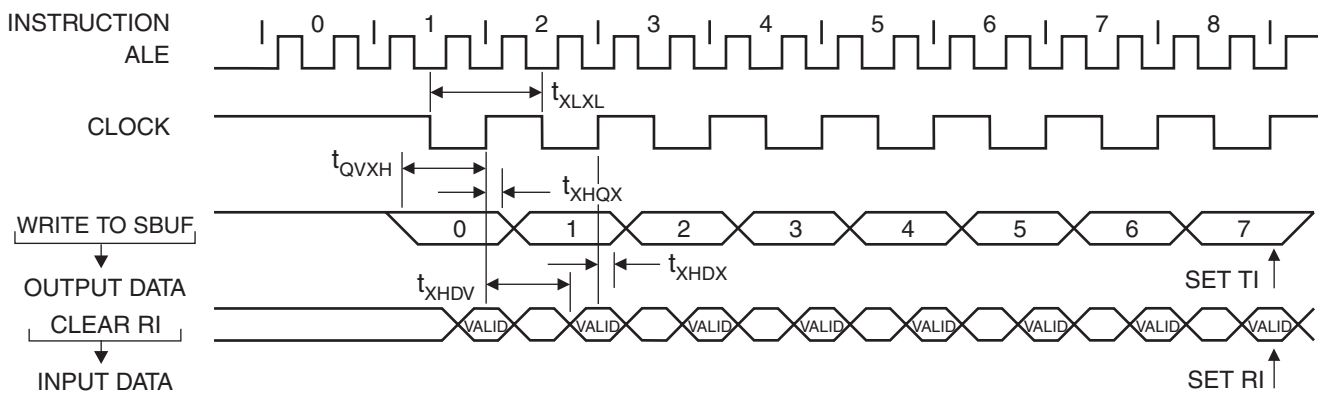 INSTRUCTION 0 1 2 3 4 5 6 7 8
ALE
tXLXL
CLOCK
tQVXH
tXHQX
WRITE TO SBUF 0 1 2 3 4 5 6 7
tXHDX
OUTPUT DATA tXHDV SET TI
CLEAR RI VALID VALID VALID VALID VALID VALID VALID VALID
INPUT DATA SET RI